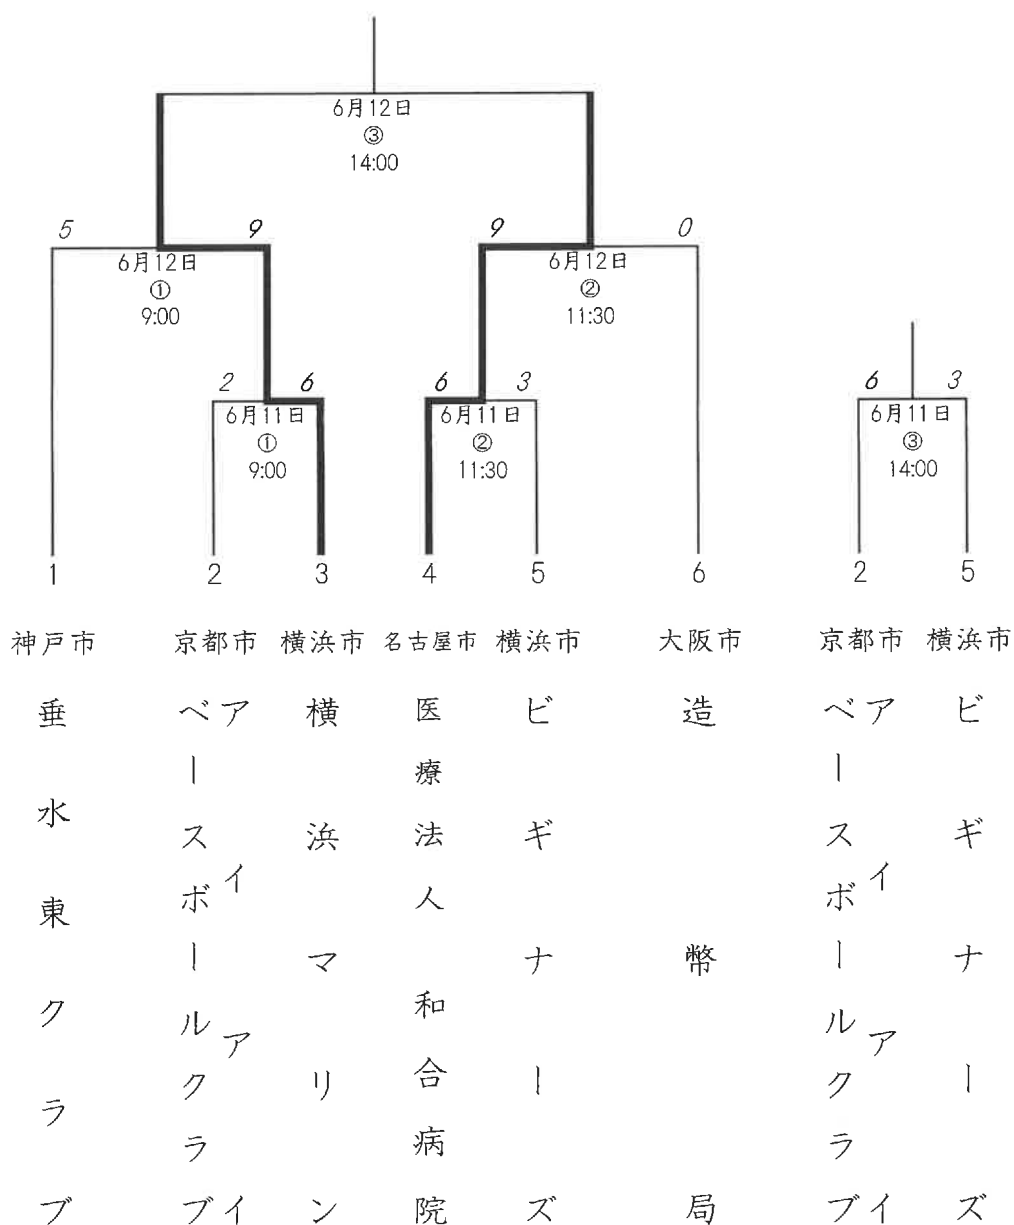 6月12日
③
14:00
5
9
9
0
6月12日
①
9:00
6月12日
②
11:30
2
6
6
3
6
3
6月11日
①
9:00
6月11日
②
11:30
6月11日
③
14:00
1
2
3
4
5
6
2
5
神戸市
京都市
横浜市
名古屋市
横浜市
大阪市
京都市
横浜市
垂水東クラブ
アイアイ
ベースボールクラブ
横浜マリン
医療法人和合病院
ビギナーズ
造幣局
アイアイ
ベースボールクラブ
ビギナーズ